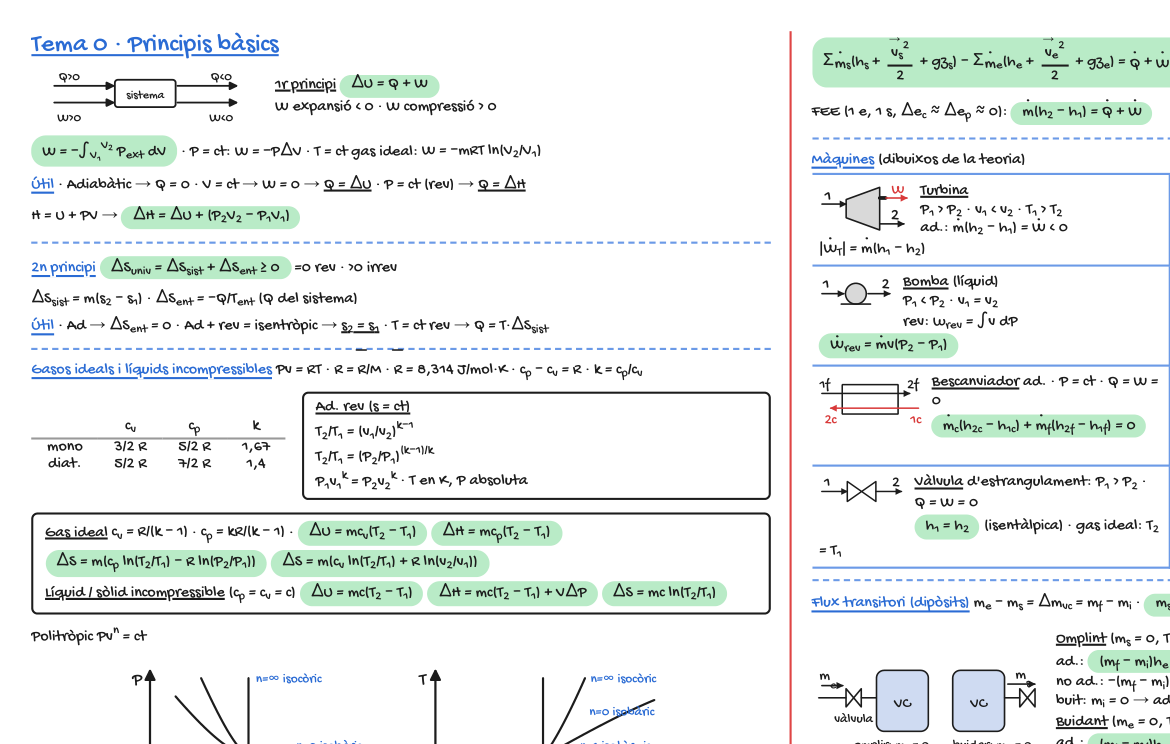 Tema 0 · Principis bàsics
Q>0 Q<0
sistema
W>0 W<0
1r principi ΔU = Q + W
W expansió < 0 · W compressió > 0
W = −∫V₁^V₂ Pext dV · P = ct: W = −PΔV · T = ct gas ideal: W = −mRT ln(V₂/V₁)
Útil · Adiabàtic → Q = 0 · V = ct → W = 0 → Q = ΔU · P = ct (rev) → Q = ΔH
H = U + PV → ΔH = ΔU + (P₂V₂ − P₁V₁)
2n principi ΔSuniv = ΔSsist + ΔSent ≥ 0 =0 rev · >0 irrev
ΔSsist = m(s₂ − s₁) · ΔSent = −Q/Tent (Q del sistema)
Útil · Ad → ΔSent = 0 · Ad + rev = isentròpic → s₂ = s₁ · T = ct rev → Q = T·ΔSsist
Gasos ideals i líquids incompressibles Pv = RT · R = R/M · R = 8,314 J/mol·K · cp − cv = R · k = cp/cv
cv cp k
mono 3/2 R 5/2 R 1,67
diat. 5/2 R 7/2 R 1,4
Ad. rev (s = ct)
T₂/T₁ = (v₁/v₂)^k−1
T₂/T₁ = (P₂/P₁)^(k−1)/k
P₁v₁^k = P₂v₂^k · T en K, P absoluta
Gas ideal cv = R/(k − 1) · cp = kR/(k − 1) · ΔU = mcv(T₂ − T₁) ΔH = mcp(T₂ − T₁)
ΔS = m(cp ln(T₂/T₁) − R ln(P₂/P₁)) ΔS = m(cv ln(T₂/T₁) + R ln(v₂/v₁))
Líquid / sòlid incompressible (cp = cv = c) ΔU = mc(T₂ − T₁) ΔH = mc(T₂ − T₁) + VΔP ΔS = mc ln(T₂/T₁)
Politròpic Pvⁿ = ct
P n=∞ isocòric
T n=∞ isocòric
n=0 isobàric
Σṁs(hs + v⃗s²/2 + gzs) − Σṁe(he + v⃗e²/2 + gze) = Q̇ + Ẇ
FEE (1 e, 1 s, Δec ≈ Δep ≈ 0): ṁ(h₂ − h₁) = Q̇ + Ẇ
Màquines (dibuixos de la teoria)
1 Ẇ 2
Turbina
P₁ > P₂ · v₁ < v₂ · T₁ > T₂
ad.: ṁ(h₂ − h₁) = Ẇ < 0
|ẆT| = ṁ(h₁ − h₂)
1 2
Bomba (líquid)
P₁ < P₂ · v₁ = v₂
rev: wrev = ∫v dP
Ẇrev = ṁv(P₂ − P₁)
1f 2f
2c 1c
Bescanviador ad. · P = ct · Q = W =
0
ṁc(h2c − h1c) + ṁf(h2f − h1f) = 0
1 2
Vàlvula d'estrangulament: P₁ > P₂ ·
Q = W = 0
h₁ = h₂ (isentàlpica) · gas ideal: T₂
= T₁
Flux transitori (dipòsits) me − ms = Δmvc = mf − mi ·
me
vàlvula
VC
VC
ms
Omplint (ms = 0,
ad.: (mf − mi)he
no ad.: −(mf − mi)
buit: mi = 0 → ad
Buidant (me = 0,
ad.: